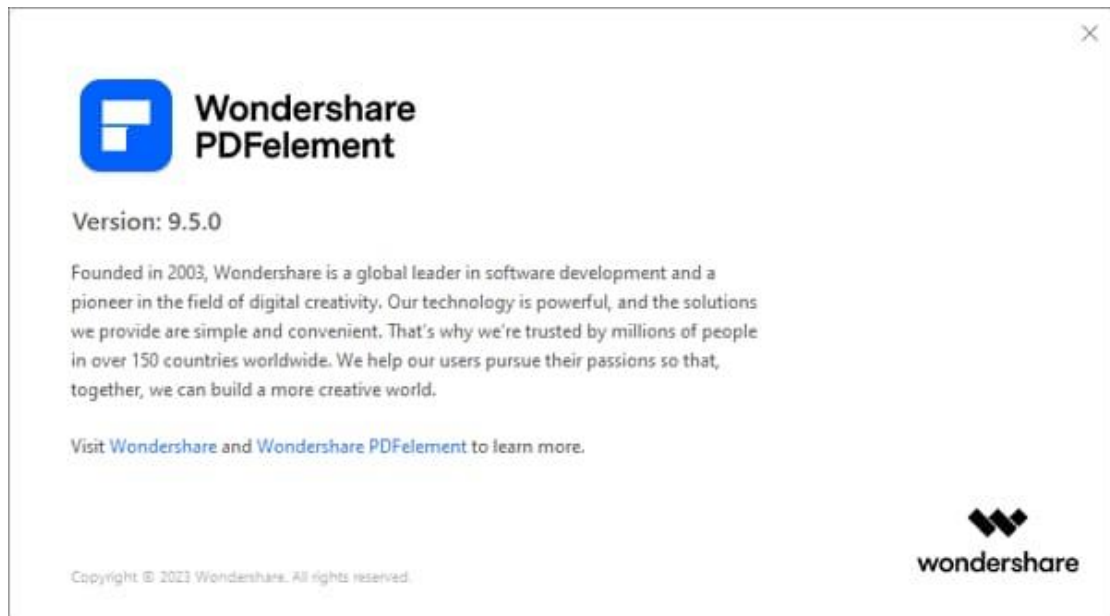 Wondershare
PDFelement
Version: 9.5.0
Founded in 2003, Wondershare is a global leader in software development and a
pioneer in the field of digital creativity. Our technology is powerful, and the solutions
we provide are simple and convenient. That's why we're trusted by millions of people
in over 150 countries worldwide. We help our users pursue their passions so that,
together, we can build a more creative world.
Visit Wondershare and Wondershare PDFelement to learn more.
wondershare
Copyright © 2023 Wondershare. All rights reserved.